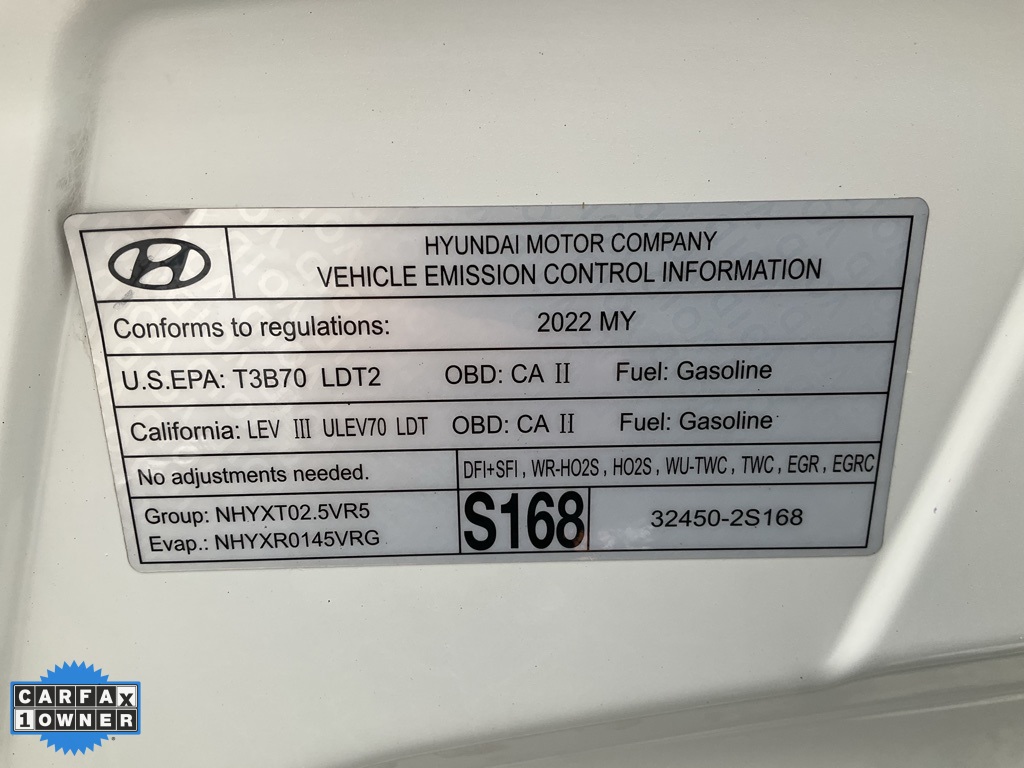 HYUNDAI MOTOR COMPANY
VEHICLE EMISSION CONTROL INFORMATION
Conforms to regulations: 2022 MY
U.S.EPA: T3B70 LDT2 OBD: CA II Fuel: Gasoline
California: LEV III ULEV70 LDT OBD: CA II Fuel: Gasoline
No adjustments needed. DFI+SFI , WR-HO2S , HO2S , WU-TWC , TWC , EGR , EGRC
Group: NHYXT02.5VR5
Evap.: NHYXR0145VRG
S168 32450-2S168
CARFAX
1 OWNER